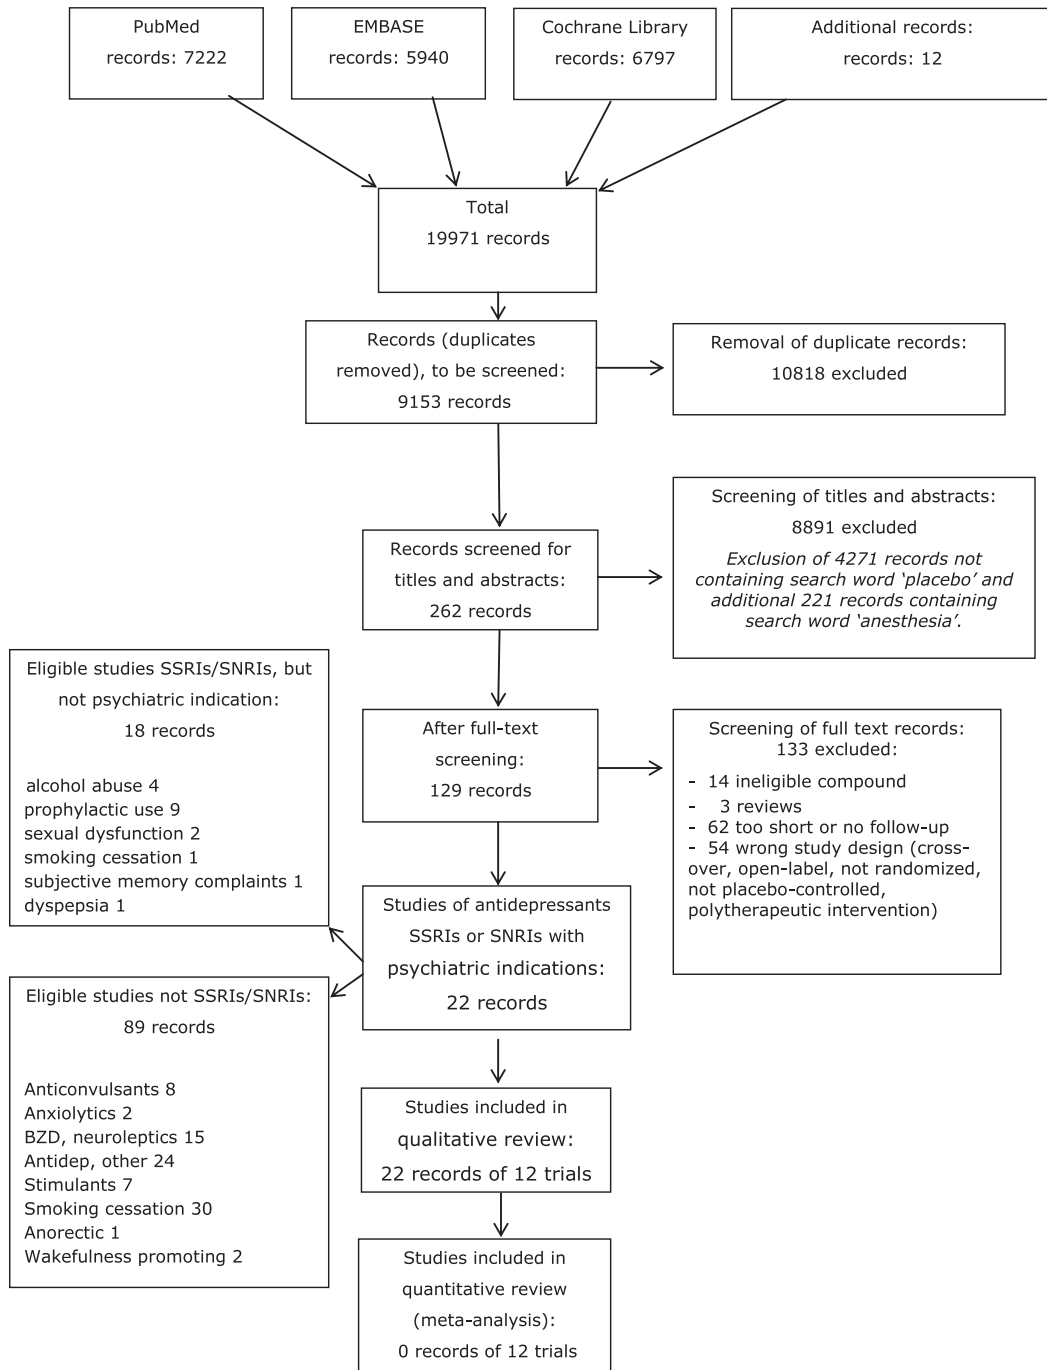 PubMed
records: 7222
EMBASE
records: 5940
Cochrane Library
records: 6797
Additional records:
records: 12
Total
19971 records
Records (duplicates
removed), to be screened:
9153 records
Removal of duplicate records:
10818 excluded
Records screened for
titles and abstracts:
262 records
Screening of titles and abstracts:
8891 excluded
Exclusion of 4271 records not
containing search word ‘placebo’ and
additional 221 records containing
search word ‘anesthesia’.
After full-text
screening:
129 records
Screening of full text records:
133 excluded:
- 14 ineligible compound
- 3 reviews
- 62 too short or no follow-up
- 54 wrong study design (cross-
over, open-label, not randomized,
not placebo-controlled,
polytherapeutic intervention)
Eligible studies SSRIs/SNRIs, but
not psychiatric indication:
18 records
alcohol abuse 4
prophylactic use 9
sexual dysfunction 2
smoking cessation 1
subjective memory complaints 1
dyspepsia 1
Studies of antidepressants
SSRIs or SNRIs with
psychiatric indications:
22 records
Eligible studies not SSRIs/SNRIs:
89 records
Anticonvulsants 8
Anxiolytics 2
BZD, neuroleptics 15
Antidep, other 24
Stimulants 7
Smoking cessation 30
Anorectic 1
Wakefulness promoting 2
Studies included in
qualitative review:
22 records of 12 trials
Studies included in
quantitative review
(meta-analysis):
0 records of 12 trials